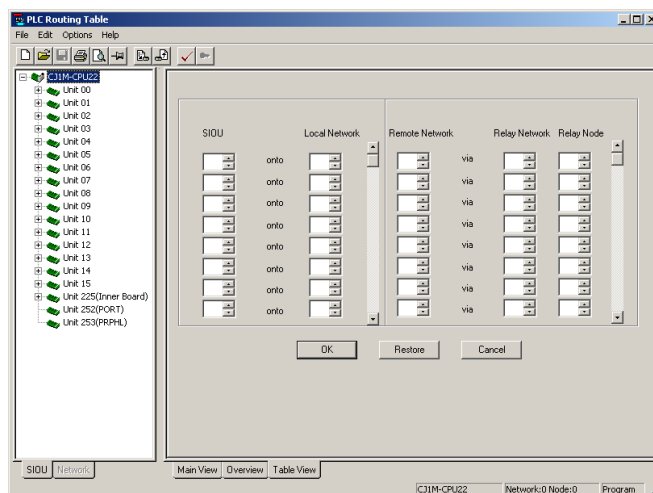 PLC Routing Table
File Edit Options Help
CJ1M-CPU22
Unit 00
Unit 01
Unit 02
Unit 03
Unit 04
Unit 05
Unit 06
Unit 07
Unit 08
Unit 09
Unit 10
Unit 11
Unit 12
Unit 13
Unit 14
Unit 15
Unit 225(Inner Board)
Unit 252(PORT)
Unit 253(PRPHL)
SIOU Network
SIOU Local Network Remote Network Relay Network Relay Node
onto via
onto via
onto via
onto via
onto via
onto via
onto via
onto via
OK Restore Cancel
Main View Overview Table View
CJ1M-CPU22 Network:0 Node:0 Program